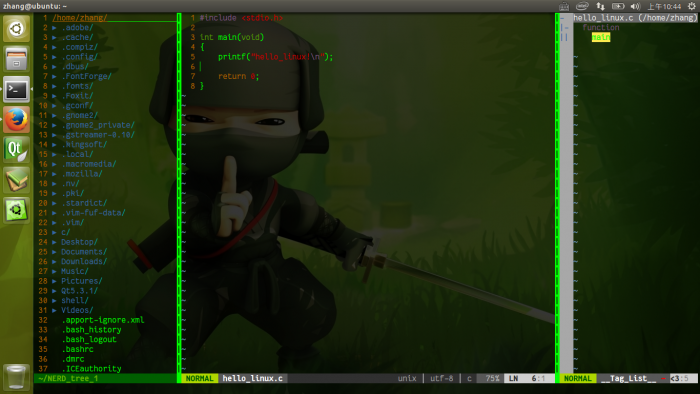 zhang@ubuntu: ~
上午10:44
1 /home/zhang/
2 ▶ .adobe/
3 ▶ .cache/
4 ▶ .compiz/
5 ▶ .config/
6 ▶ .dbus/
7 ▶ .FontForge/
8 ▶ .fonts/
9 ▶ .Foxit/
10 ▶ .gconf/
11 ▶ .gnome2/
12 ▶ .gnome2_private/
13 ▶ .gstreamer-0.10/
14 ▶ .kingsoft/
15 ▶ .local/
16 ▶ .macromedia/
17 ▶ .mozilla/
18 ▶ .nv/
19 ▶ .pki/
20 ▶ .stardict/
21 ▶ .vim-fuf-data/
22 ▶ .vim/
23 ▶ c/
24 ▶ Desktop/
25 ▶ Documents/
26 ▶ Downloads/
27 ▶ Music/
28 ▶ Pictures/
29 ▶ Qt5.3.1/
30 ▶ shell/
31 ▶ Videos/
32 .apport-ignore.xml
33 .bash_history
34 .bash_logout
35 .bashrc
36 .dmrc
37 .ICEauthority
~/NERD_tree_1
1 #include <stdio.h>
2
3 int main(void)
4 {
5 printf("hello_linux!\n");
6
7 return 0;
8 }
NORMAL hello_linux.c unix | utf-8 | c 75% LN 6:1
hello_linux.c (/home/zhang)
|- function
|| main
NORMAL __Tag_List__ - <3:5
Qt